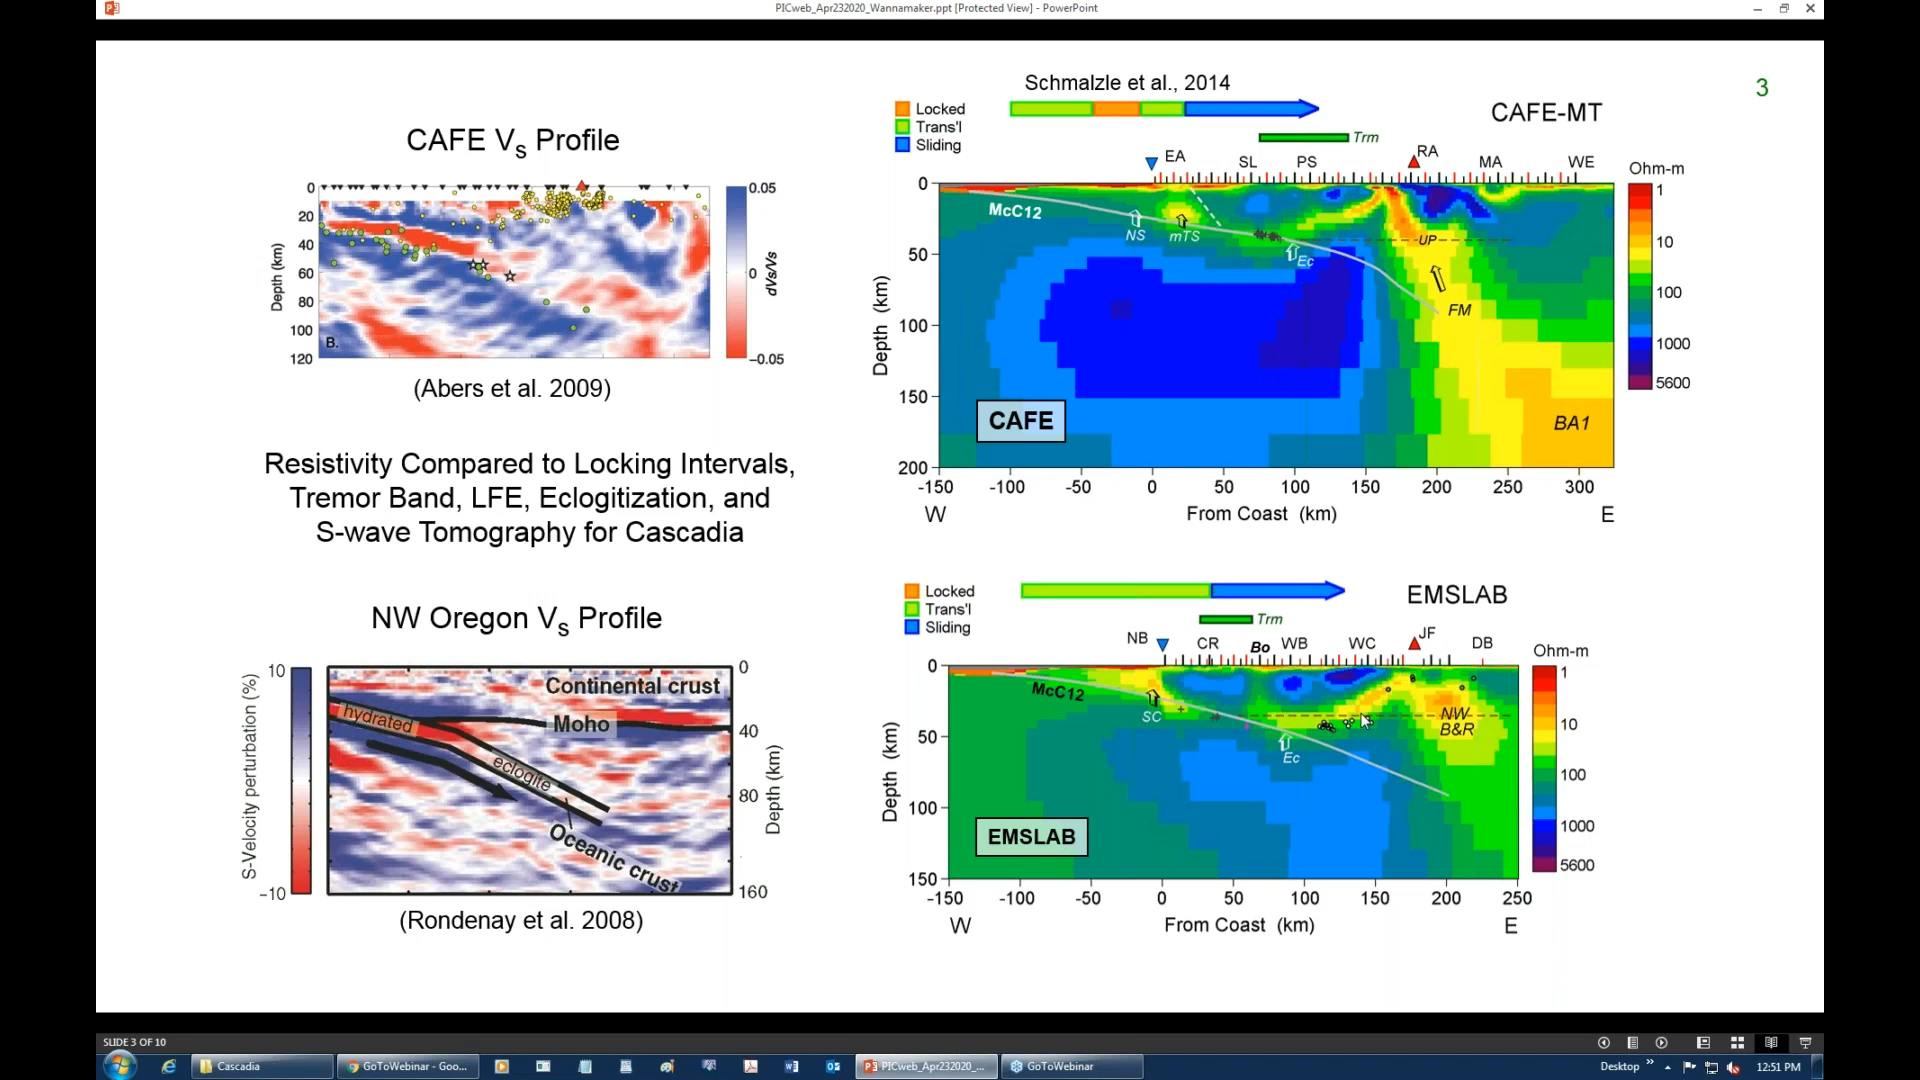 PICweb_Apr232020_Wannamaker.ppt [Protected View] - PowerPoint
3
CAFE Vs Profile
0
20
40
60
80
100
120
Depth (km)
B.
0.05
0
-0.05
dVs/Vs
(Abers et al. 2009)
Resistivity Compared to Locking Intervals,
Tremor Band, LFE, Eclogitization, and
S-wave Tomography for Cascadia
NW Oregon Vs Profile
10
-10
S-Velocity perturbation (%)
Continental crust
hydrated
Moho
eclogite
Oceanic crust
0
40
80
160
Depth (km)
(Rondenay et al. 2008)
Schmalzle et al., 2014
Locked
Trans'l
Sliding
CAFE-MT
Trm
EA SL PS RA MA WE
McC12
NS mTS Ec UP FM
BA1
CAFE
0
50
100
150
200
Depth (km)
-150 -100 -50 0 50 100 150 200 250 300
W From Coast (km) E
Ohm-m
1
10
100
1000
5600
Locked
Trans'l
Sliding
EMSLAB
Trm
NB CR Bo WB WC JF DB
McC12
SC Ec
NW
B&R
EMSLAB
0
50
100
150
Depth (km)
-150 -100 -50 0 50 100 150 200 250
W From Coast (km) E
Ohm-m
1
10
100
1000
5600
SLIDE 3 OF 10
Cascadia
GoToWebinar - Goo...
PICweb_Apr232020_...
GoToWebinar
Desktop
12:51 PM